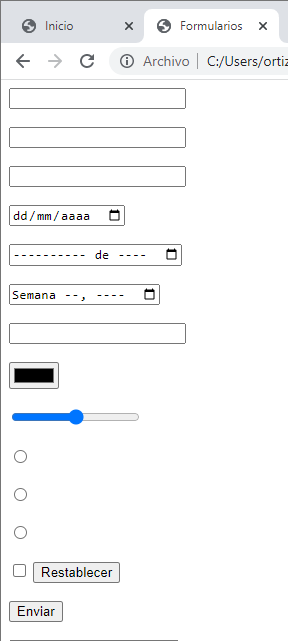 Inicio
Formularios
Archivo
C:/Users/ortiz
dd/mm/aaaa
---------- de ----
Semana --, ----
Restablecer
Enviar